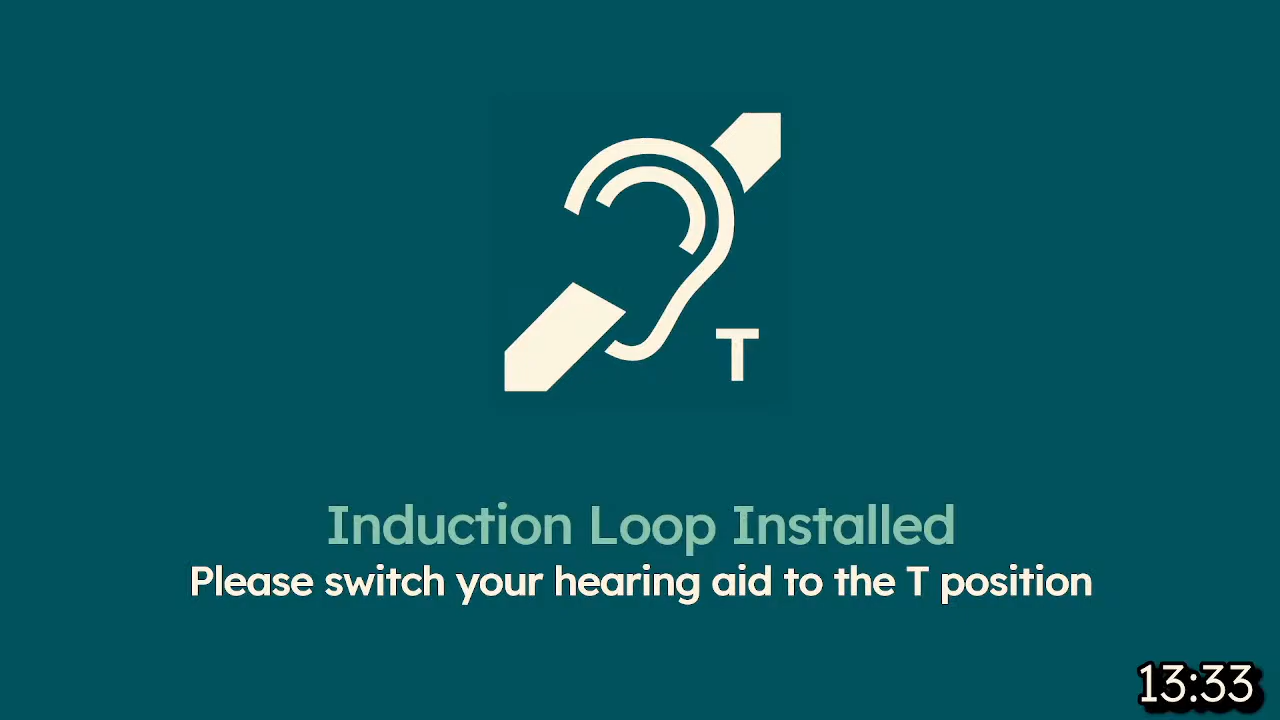 T
Induction Loop Installed
Please switch your hearing aid to the T position
13:33